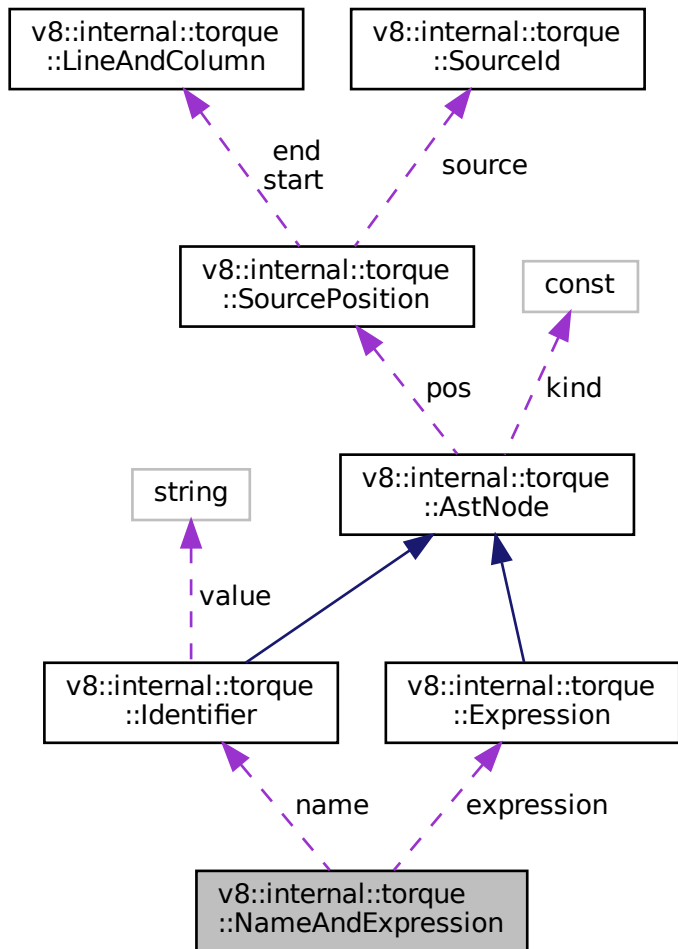 v8::internal::torque
::LineAndColumn
v8::internal::torque
::SourceId
end
start
source
v8::internal::torque
::SourcePosition
const
pos
kind
v8::internal::torque
::AstNode
string
value
v8::internal::torque
::Identifier
v8::internal::torque
::Expression
name
expression
v8::internal::torque
::NameAndExpression